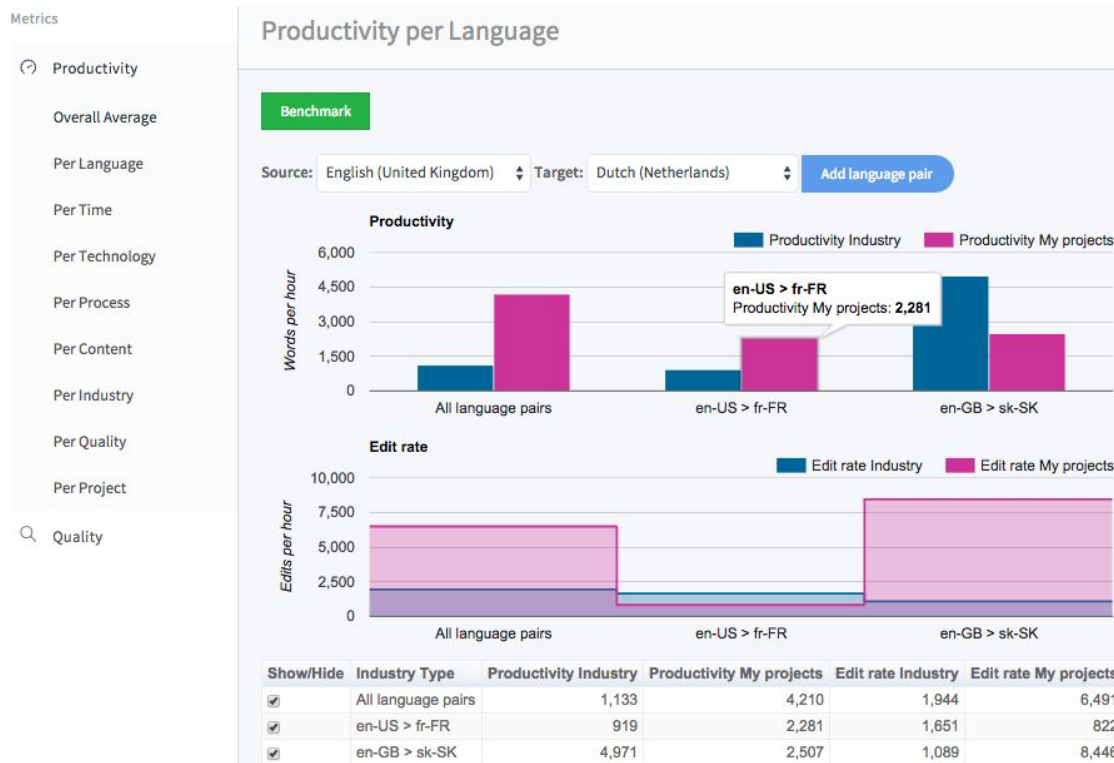 Metrics
Productivity
Overall Average
Per Language
Per Time
Per Technology
Per Process
Per Content
Per Industry
Per Quality
Per Project
Quality
Productivity per Language
Benchmark
Source: English (United Kingdom) Target: Dutch (Netherlands) Add language pair
Productivity
Productivity Industry Productivity My projects
Words per hour
6,000
4,500
3,000
1,500
0
en-US > fr-FR
Productivity My projects: 2,281
All language pairs en-US > fr-FR en-GB > sk-SK
Edit rate
Edit rate Industry Edit rate My projects
Edits per hour
10,000
7,500
5,000
2,500
0
All language pairs en-US > fr-FR en-GB > sk-SK
Show/Hide Industry Type Productivity Industry Productivity My projects Edit rate Industry Edit rate My projects
All language pairs 1,133 4,210 1,944 6,491
en-US > fr-FR 919 2,281 1,651 822
en-GB > sk-SK 4,971 2,507 1,089 8,446